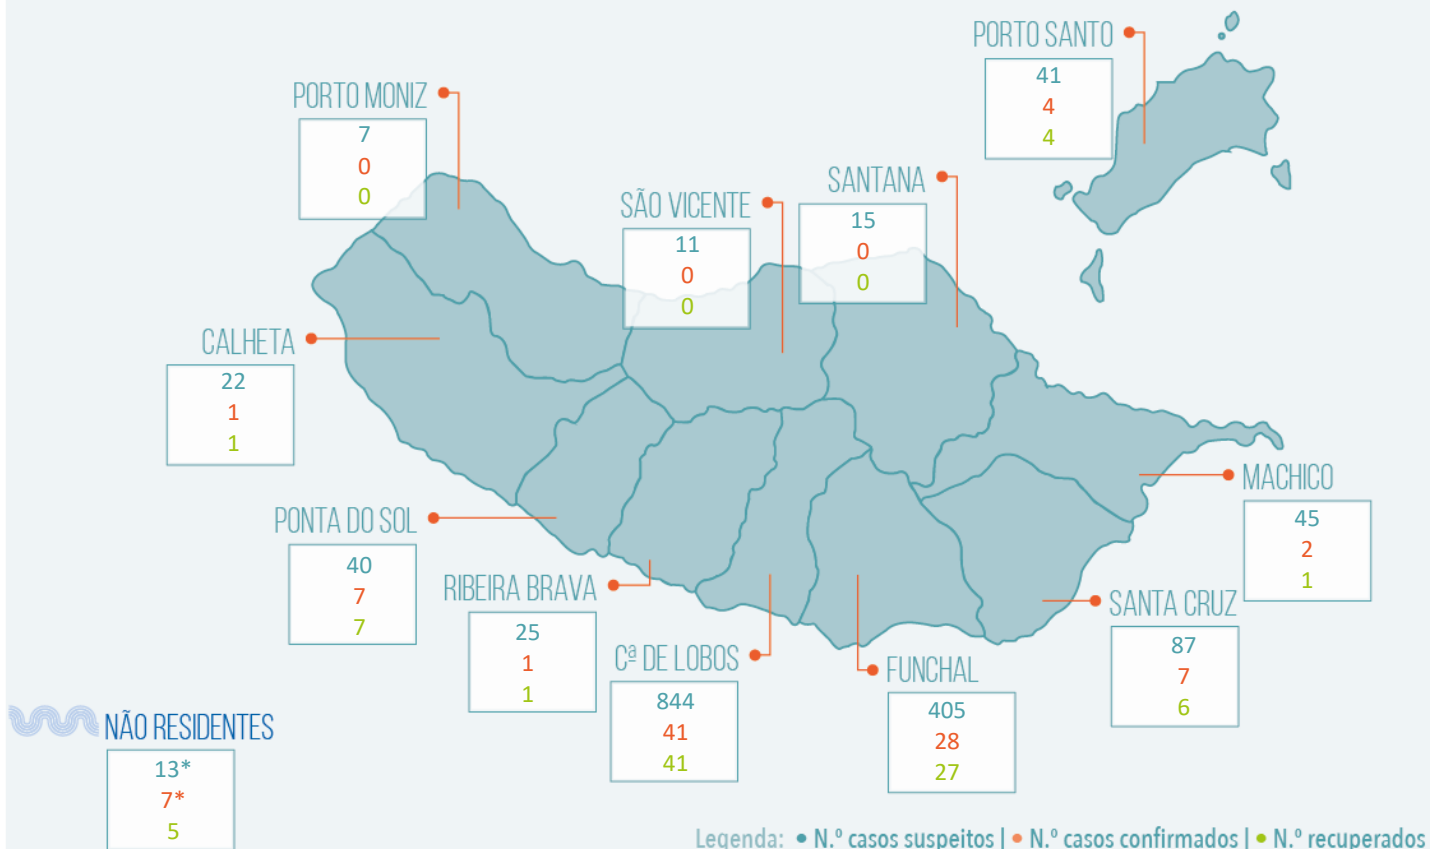 PORTO SANTO
41
4
4
PORTO MONIZ
7
0
0
SANTANA
15
0
0
SÃO VICENTE
11
0
0
CALHETA
22
1
1
MACHICO
45
2
1
PONTA DO SOL
40
7
7
RIBEIRA BRAVA
25
1
1
SANTA CRUZ
87
7
6
Cª DE LOBOS
844
41
41
FUNCHAL
405
28
27
NÃO RESIDENTES
13*
7*
5
Legenda: • N.º casos suspeitos | • N.º casos confirmados | • N.º recuperados